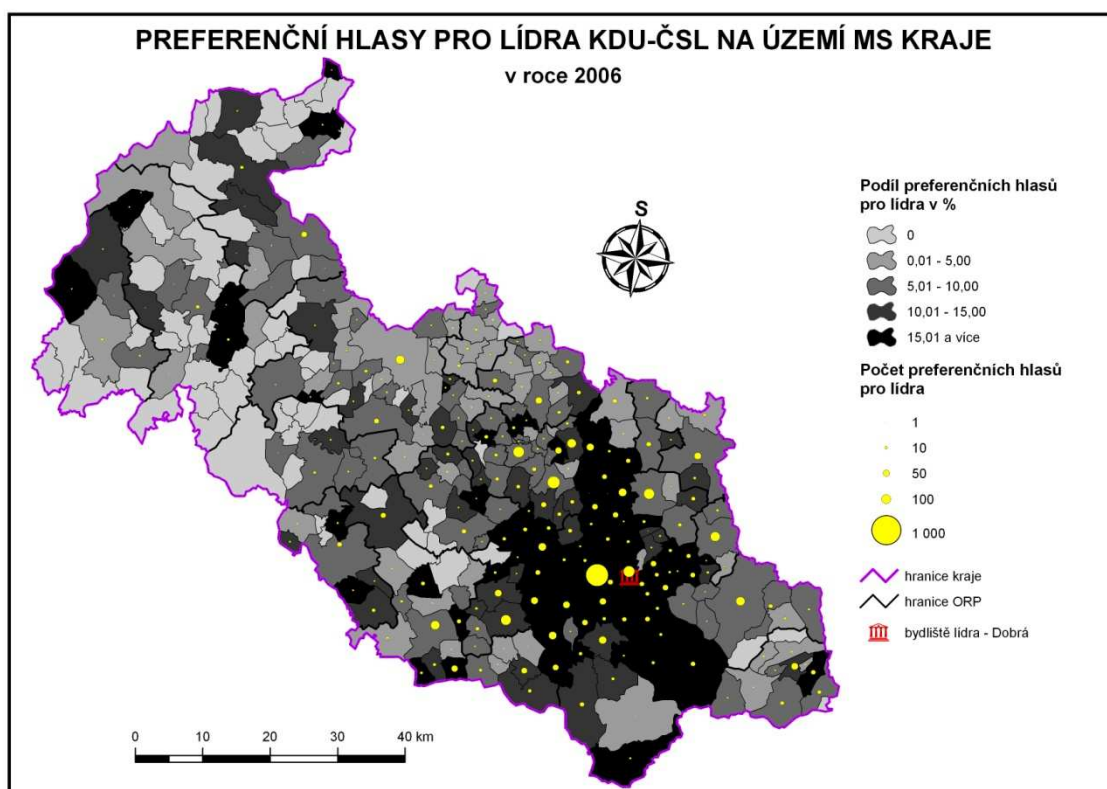 PREFERENČNÍ HLASY PRO LÍDRA KDU-ČSL NA ÚZEMÍ MS KRAJE
v roce 2006
S
Podíl preferenčních hlasů
pro lídra v %
0
0,01 - 5,00
5,01 - 10,00
10,01 - 15,00
15,01 a více
Počet preferenčních hlasů
pro lídra
1
10
50
100
1 000
hranice kraje
hranice ORP
bydliště lídra - Dobrá
0 10 20 30 40 km